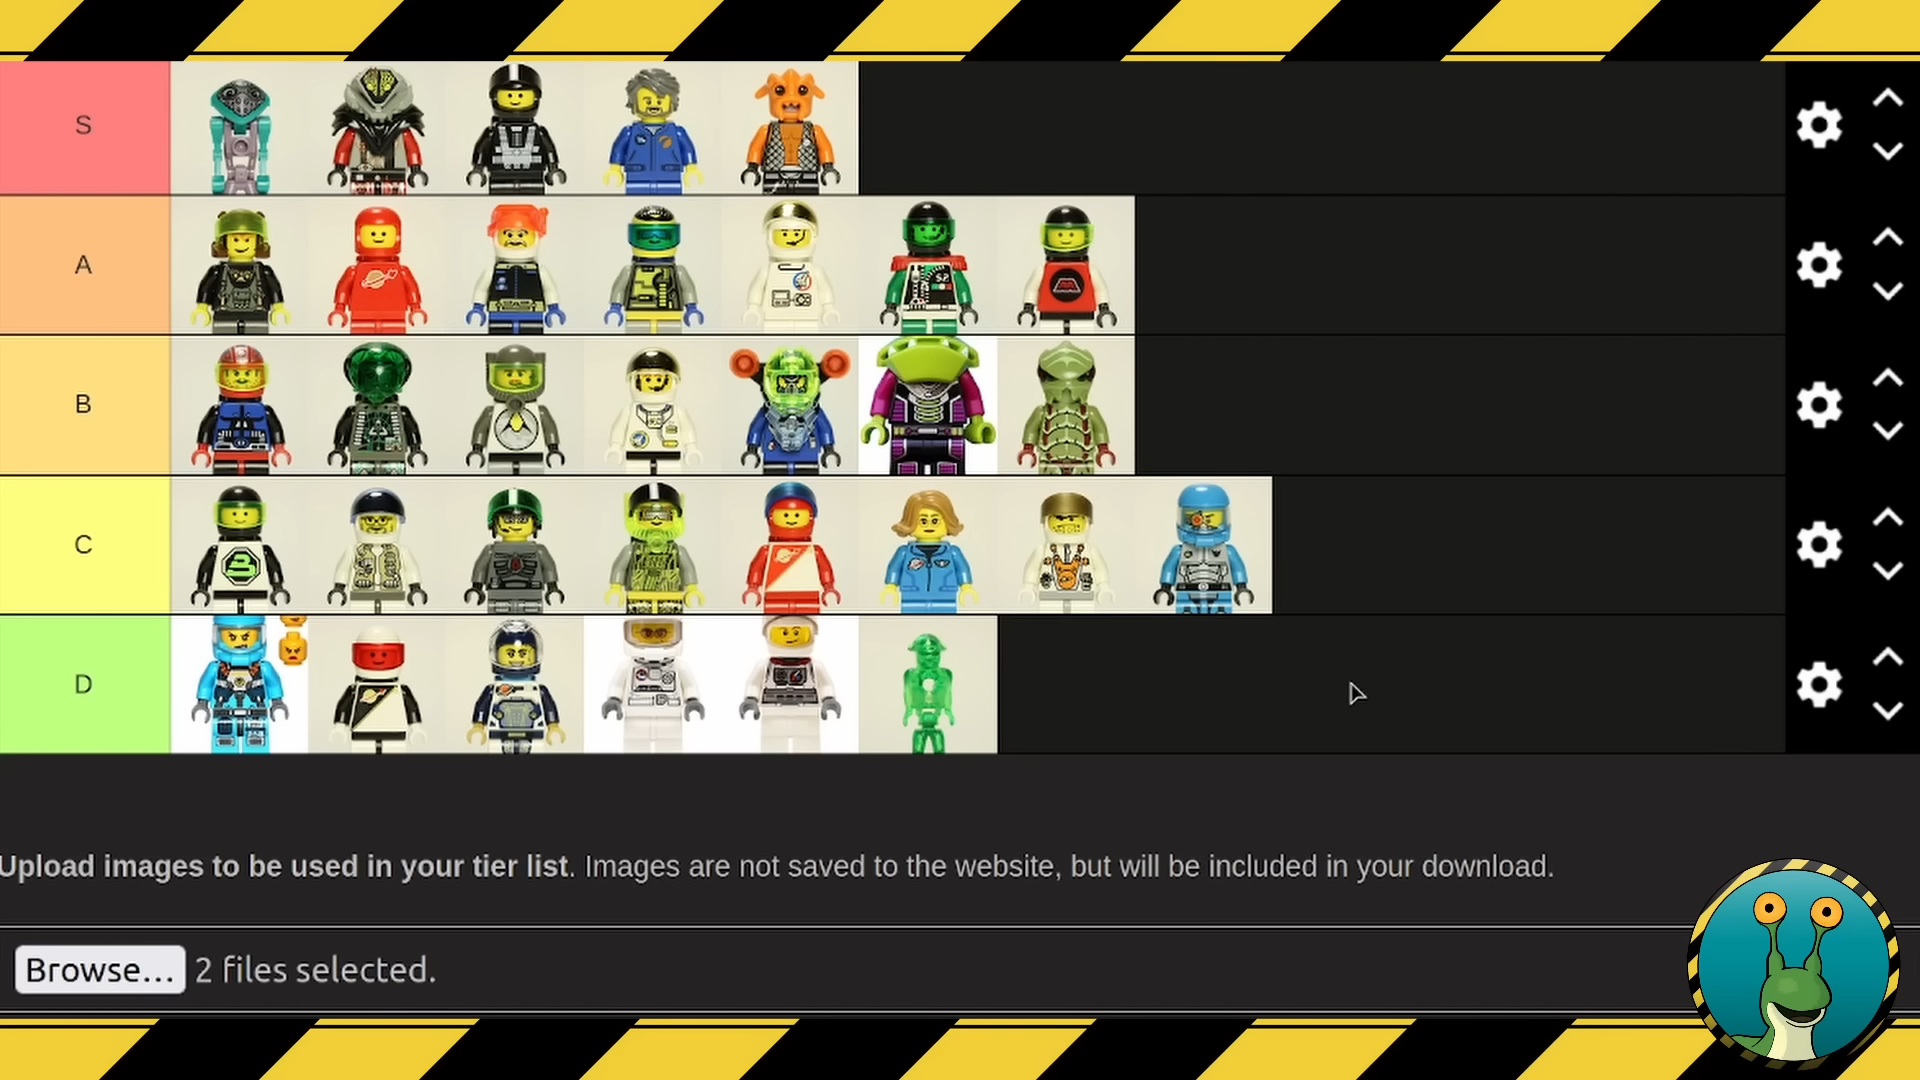 S
A
B
C
D
Upload images to be used in your tier list. Images are not saved to the website, but will be included in your download.
Browse... 2 files selected.